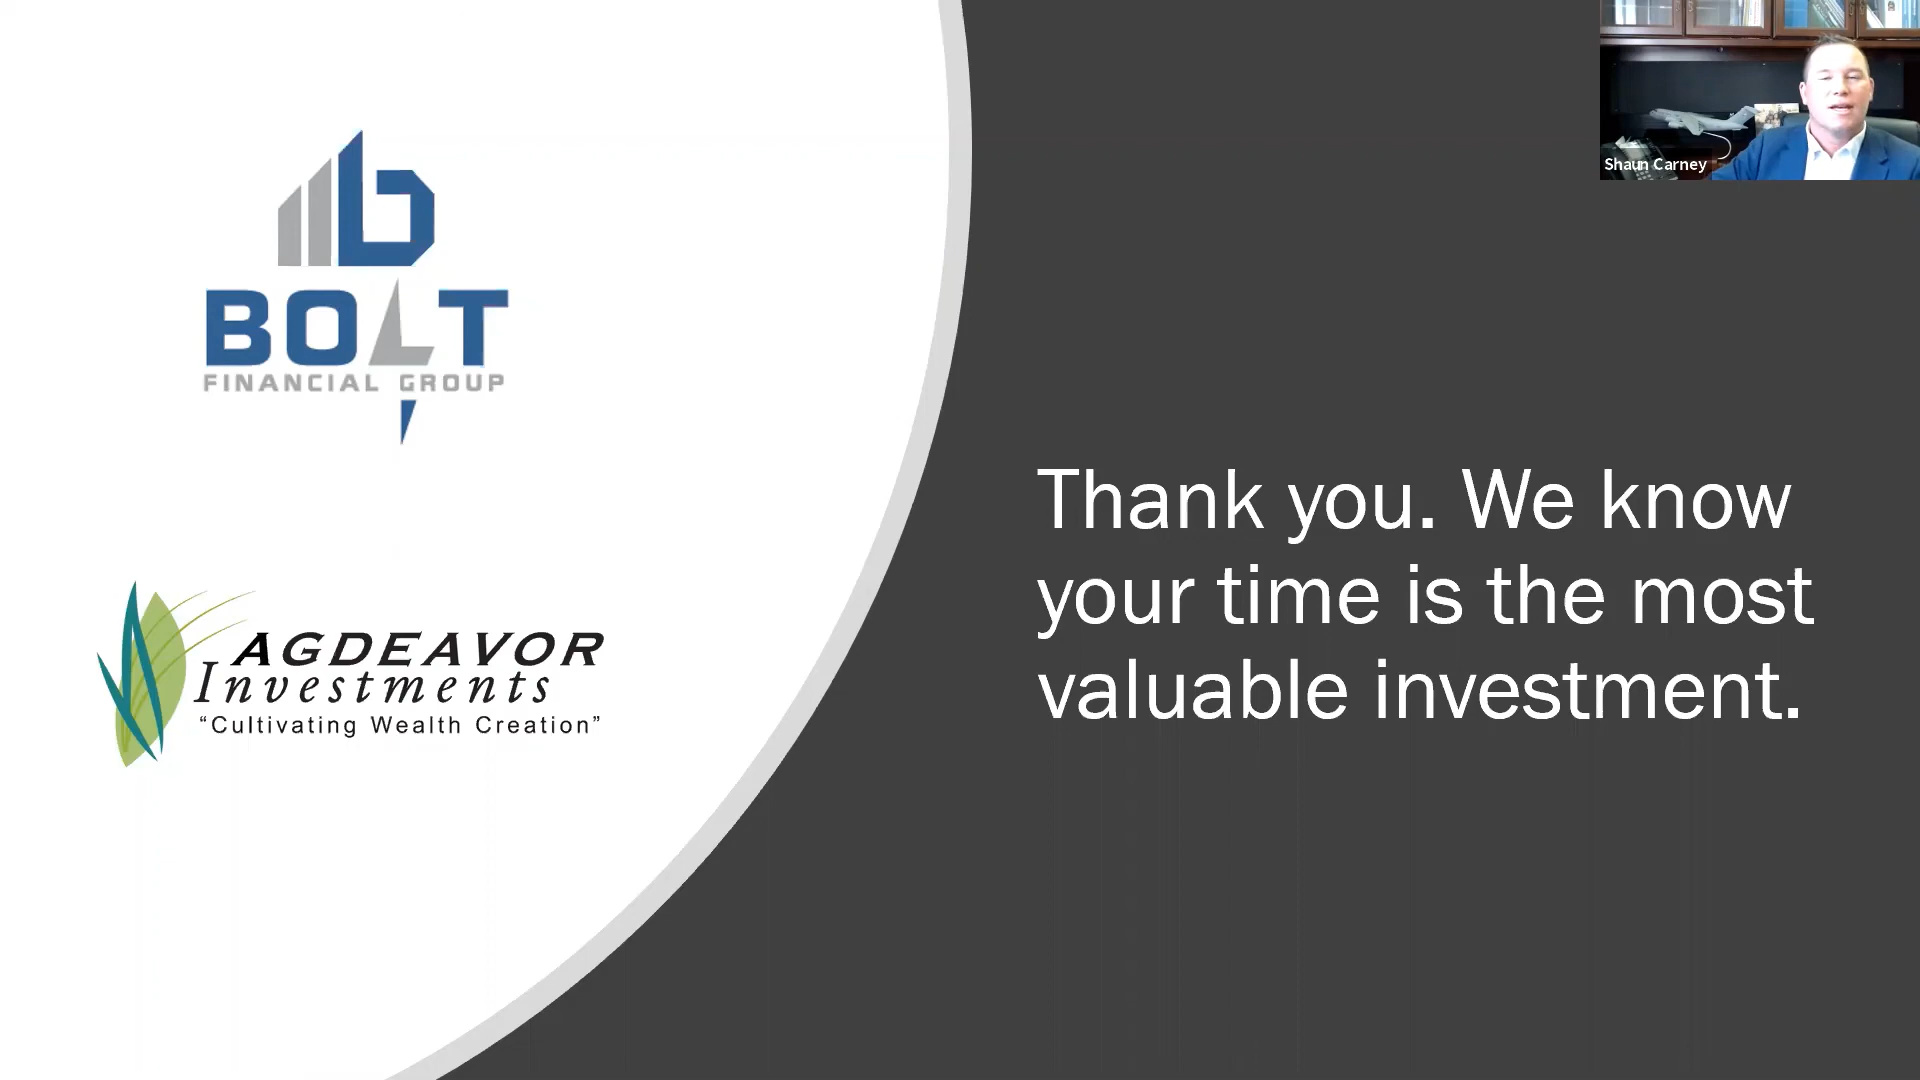 BOLT
FINANCIAL GROUP
AGDEAVOR
Investments
“Cultivating Wealth Creation”
Thank you. We know
your time is the most
valuable investment.
Shaun Carney